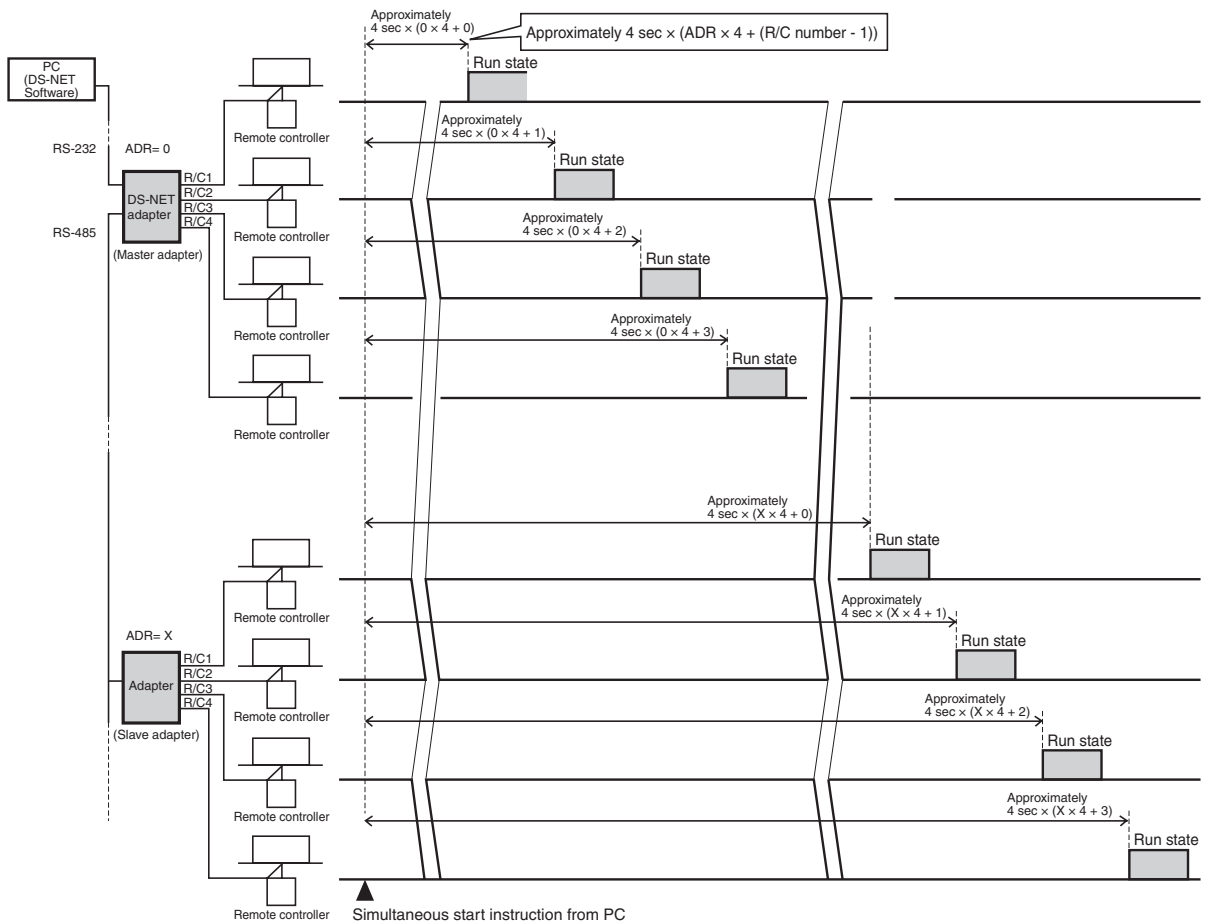 Approximately
4 sec × (0 × 4 + 0)
Approximately 4 sec × (ADR × 4 + (R/C number - 1))
PC
(DS-NET
Software)
Run state
Remote controller
Approximately
4 sec × (0 × 4 + 1)
RS-232
ADR= 0
Run state
R/C1
R/C2
R/C3
R/C4
DS-NET
adapter
Remote controller
Approximately
4 sec × (0 × 4 + 2)
RS-485
(Master adapter)
Run state
Remote controller
Approximately
4 sec × (0 × 4 + 3)
Run state
Remote controller
Approximately
4 sec × (X × 4 + 0)
Run state
Remote controller
Approximately
4 sec × (X × 4 + 1)
ADR= X
Run state
R/C1
R/C2
R/C3
R/C4
Adapter
Remote controller
Approximately
4 sec × (X × 4 + 2)
(Slave adapter)
Run state
Remote controller
Approximately
4 sec × (X × 4 + 3)
Run state
Remote controller
Simultaneous start instruction from PC